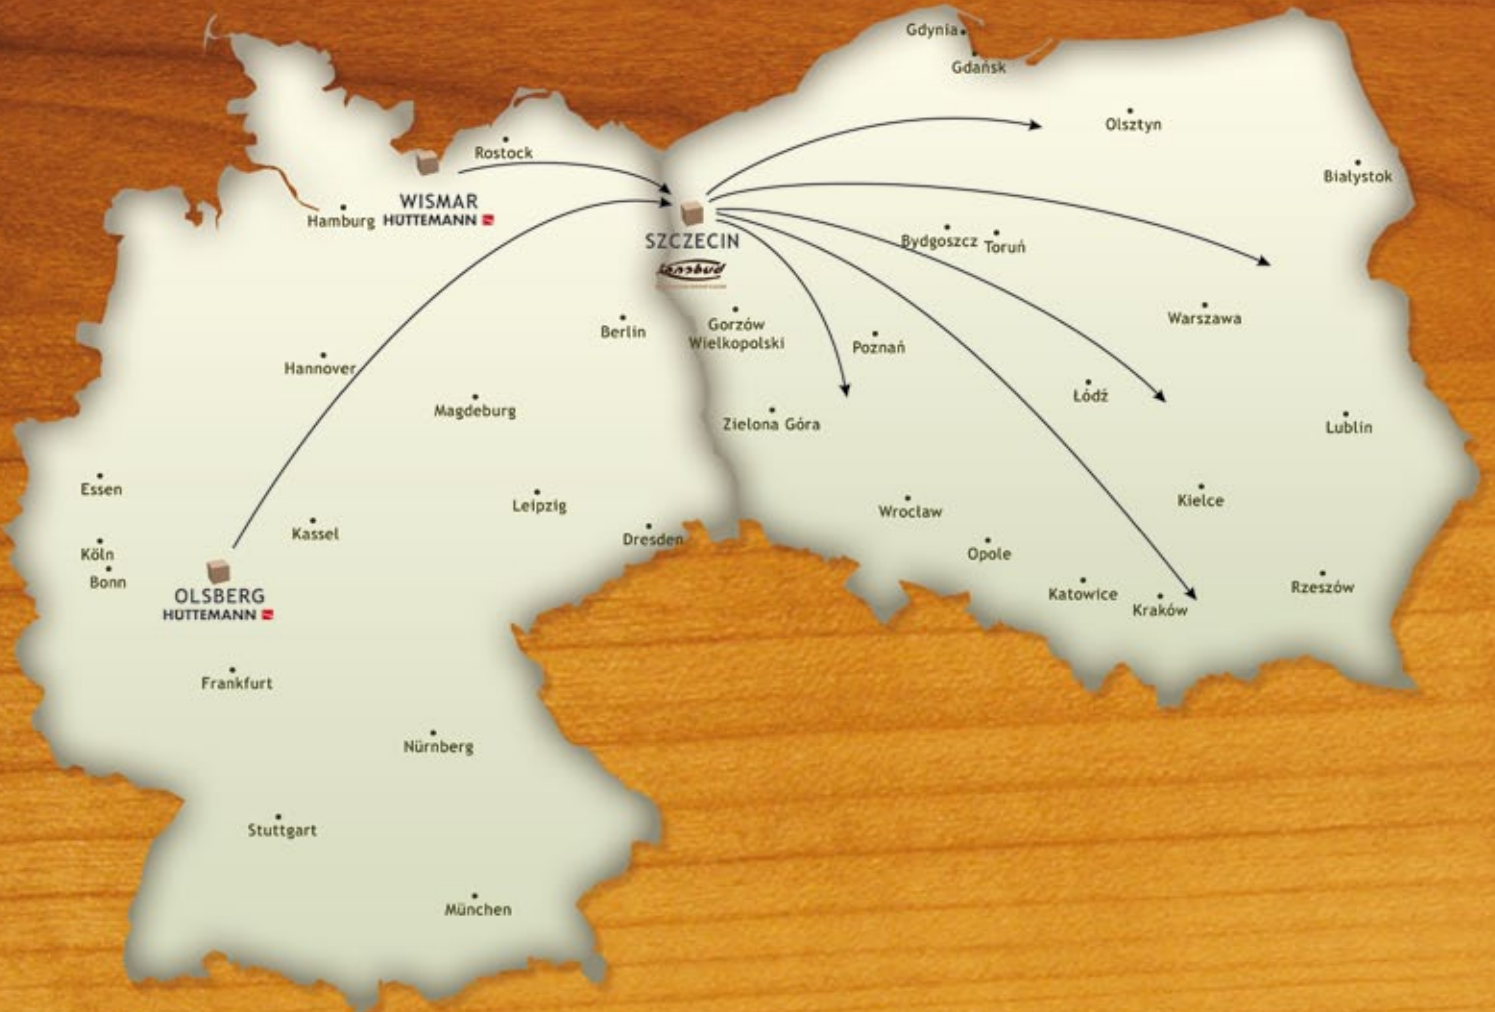 Gdynia
Gdańsk
Olsztyn
Białystok
Rostock
WISMAR
HÜTTEMANN
Hamburg
SZCZECIN
Bydgoszcz
Toruń
Berlin
Gorzów
Wielkopolski
Poznań
Warszawa
Hannover
Magdeburg
Zielona Góra
Łódź
Lublin
Essen
Leipzig
Wrocław
Kielce
Kassel
Dresden
Köln
Bonn
Opole
Katowice
Kraków
Rzeszów
OLSBERG
HÜTTEMANN
Frankfurt
Nürnberg
Stuttgart
München